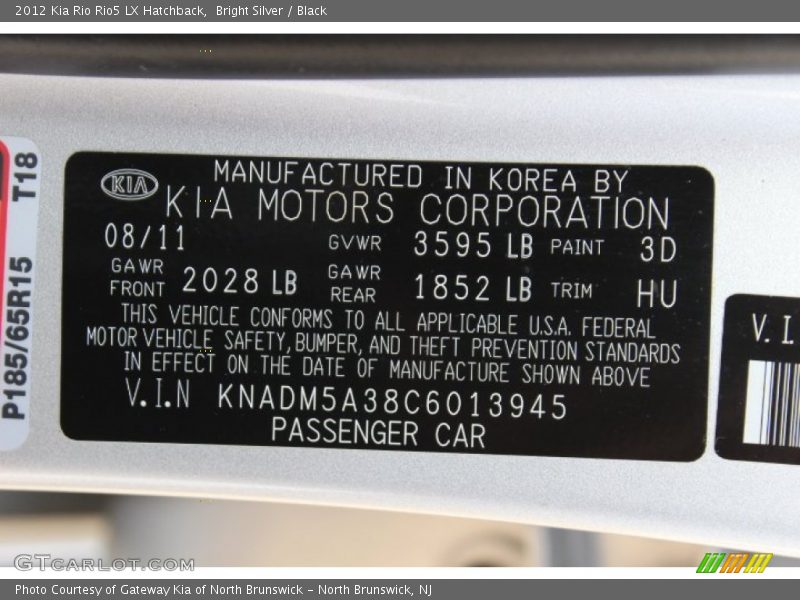 2012 Kia Rio Rio5 LX Hatchback,  Bright Silver / Black
KIA
MANUFACTURED IN KOREA BY
KIA MOTORS CORPORATION
08/11 GVWR 3595 LB PAINT 3D
GAWR FRONT 2028 LB GAWR REAR 1852 LB TRIM HU
THIS VEHICLE CONFORMS TO ALL APPLICABLE U.S.A. FEDERAL
MOTOR VEHICLE SAFETY, BUMPER, AND THEFT PREVENTION STANDARDS
IN EFFECT ON THE DATE OF MANUFACTURE SHOWN ABOVE
V.I.N KNADM5A38C6013945
PASSENGER CAR
P185/65R15 T18
V.I
GTCarLot.com
Photo Courtesy of Gateway Kia of North Brunswick - North Brunswick, NJ